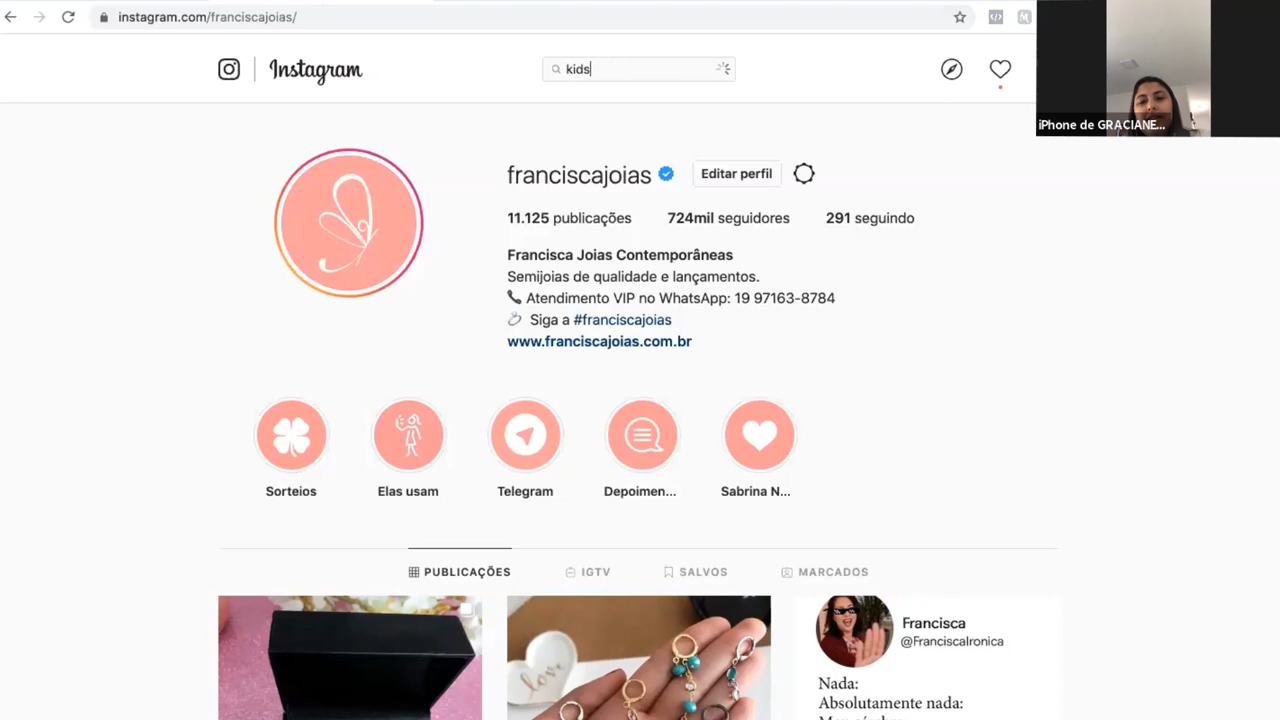 instagram.com/franciscajoias/
Instagram
kids
iPhone de GRACIANE...
franciscajoias
Editar perfil
11.125 publicações
724mil seguidores
291 seguindo
Francisca Joias Contemporâneas
Semijoias de qualidade e lançamentos.
Atendimento VIP no WhatsApp: 19 97163-8784
Siga a #franciscajoias
www.franciscajoias.com.br
Sorteios
Elas usam
Telegram
Depoimen...
Sabrina N...
PUBLICAÇÕES
IGTV
SALVOS
MARCADOS
love
Francisca
@FranciscaIronica
Nada:
Absolutamente nada: